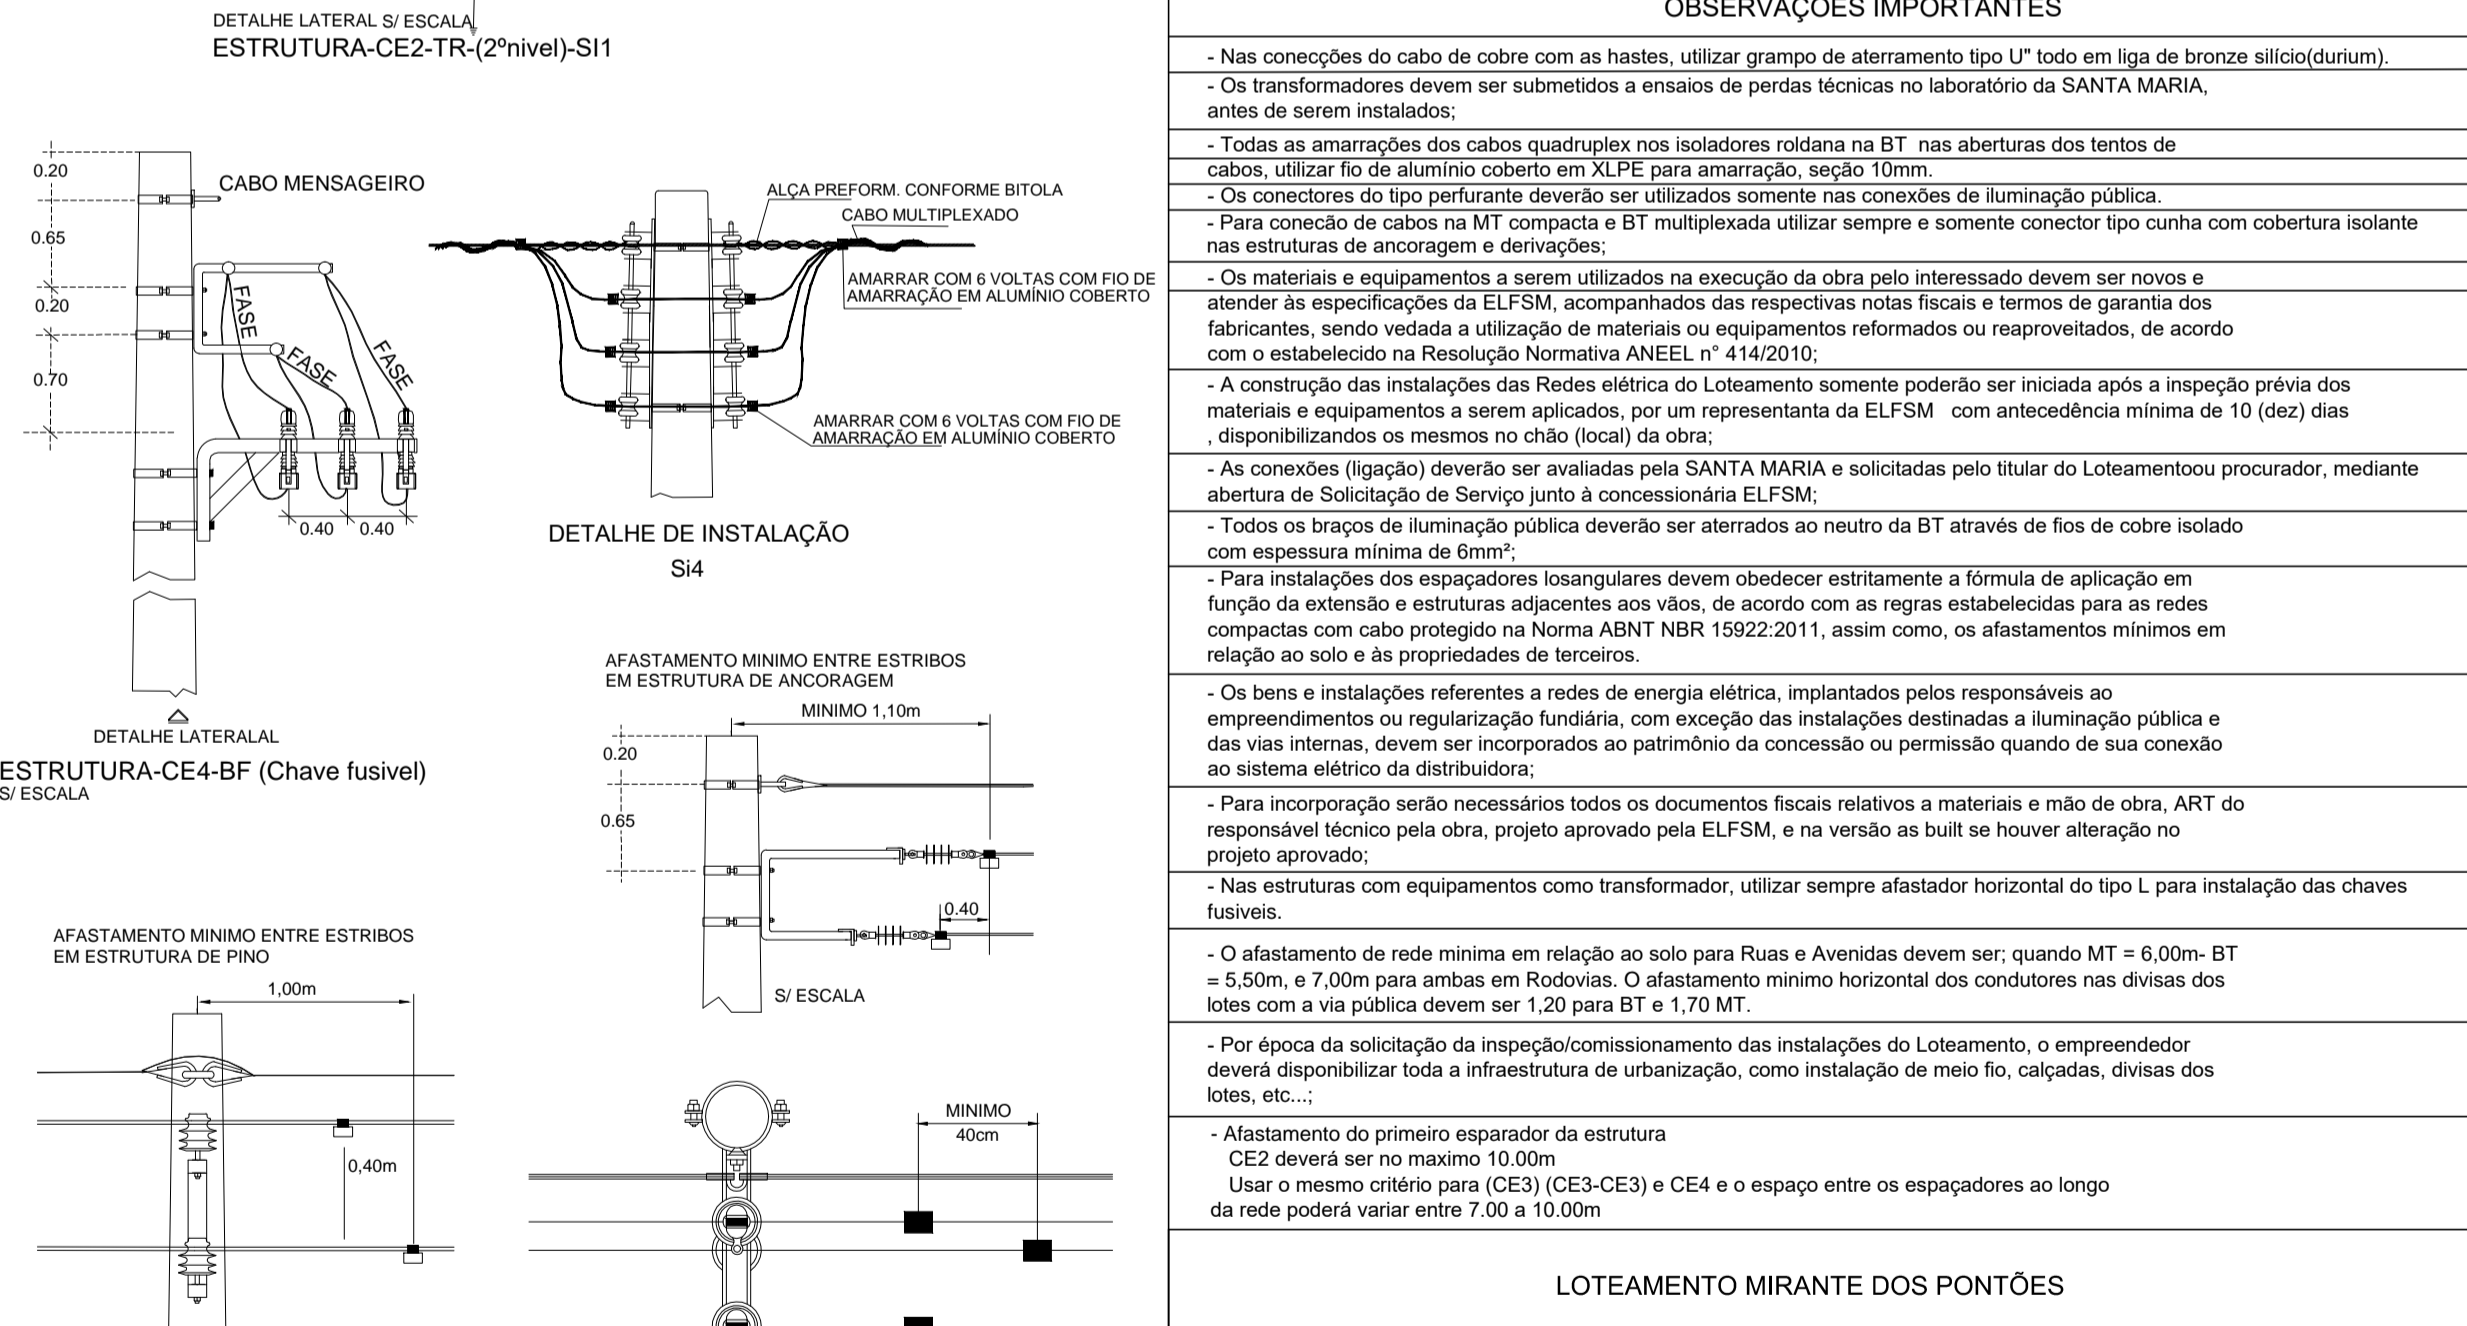 DETALHE LATERAL S/ ESCALA
ESTRUTURA-CE2-TR-(2ºnivel)-SI1
0.20
CABO MENSAGEIRO
0.65
0.20
0.70
FASE
FASE
FASE
0.40
0.40
DETALHE LATERALAL
ESTRUTURA-CE4-BF (Chave fusivel)
S/ ESCALA
ALÇA PREFORM. CONFORME BITOLA
CABO MULTIPLEXADO
AMARRAR COM 6 VOLTAS COM FIO DE
AMARRAÇÃO EM ALUMÍNIO COBERTO
AMARRAR COM 6 VOLTAS COM FIO DE
AMARRAÇÃO EM ALUMÍNIO COBERTO
DETALHE DE INSTALAÇÃO
Si4
AFASTAMENTO MINIMO ENTRE ESTRIBOS
EM ESTRUTURA DE ANCORAGEM
MINIMO 1,10m
0.20
0.65
0.40
S/ ESCALA
AFASTAMENTO MINIMO ENTRE ESTRIBOS
EM ESTRUTURA DE PINO
1,00m
0,40m
MINIMO
40cm
OBSERVAÇÕES IMPORTANTES
- Nas conecções do cabo de cobre com as hastes, utilizar grampo de aterramento tipo U" todo em liga de bronze silício(durium).
- Os transformadores devem ser submetidos a ensaios de perdas técnicas no laboratório da SANTA MARIA,
antes de serem instalados;
- Todas as amarrações dos cabos quadruplex nos isoladores roldana na BT nas aberturas dos tentos de
cabos, utilizar fio de alumínio coberto em XLPE para amarração, seção 10mm.
- Os conectores do tipo perfurante deverão ser utilizados somente nas conexões de iluminação pública.
- Para conecão de cabos na MT compacta e BT multiplexada utilizar sempre e somente conector tipo cunha com cobertura isolante
nas estruturas de ancoragem e derivações;
- Os materiais e equipamentos a serem utilizados na execução da obra pelo interessado devem ser novos e
atender às especificações da ELFSM, acompanhados das respectivas notas fiscais e termos de garantia dos
fabricantes, sendo vedada a utilização de materiais ou equipamentos reformados ou reaproveitados, de acordo
com o estabelecido na Resolução Normativa ANEEL n° 414/2010;
- A construção das instalações das Redes elétrica do Loteamento somente poderão ser iniciada após a inspeção prévia dos
materiais e equipamentos a serem aplicados, por um representanta da ELFSM com antecedência mínima de 10 (dez) dias
, disponibilizandos os mesmos no chão (local) da obra;
- As conexões (ligação) deverão ser avaliadas pela SANTA MARIA e solicitadas pelo titular do Loteamentoou procurador, mediante
abertura de Solicitação de Serviço junto à concessionária ELFSM;
- Todos os braços de iluminação pública deverão ser aterrados ao neutro da BT através de fios de cobre isolado
com espessura mínima de 6mm²;
- Para instalações dos espaçadores losangulares devem obedecer estritamente a fórmula de aplicação em
função da extensão e estruturas adjacentes aos vãos, de acordo com as regras estabelecidas para as redes
compactas com cabo protegido na Norma ABNT NBR 15922:2011, assim como, os afastamentos mínimos em
relação ao solo e às propriedades de terceiros.
- Os bens e instalações referentes a redes de energia elétrica, implantados pelos responsáveis ao
empreendimentos ou regularização fundiária, com exceção das instalações destinadas a iluminação pública e
das vias internas, devem ser incorporados ao patrimônio da concessão ou permissão quando de sua conexão
ao sistema elétrico da distribuidora;
- Para incorporação serão necessários todos os documentos fiscais relativos a materiais e mão de obra, ART do
responsável técnico pela obra, projeto aprovado pela ELFSM, e na versão as built se houver alteração no
projeto aprovado;
- Nas estruturas com equipamentos como transformador, utilizar sempre afastador horizontal do tipo L para instalação das chaves
fusiveis.
- O afastamento de rede minima em relação ao solo para Ruas e Avenidas devem ser; quando MT = 6,00m- BT
= 5,50m, e 7,00m para ambas em Rodovias. O afastamento minimo horizontal dos condutores nas divisas dos
lotes com a via pública devem ser 1,20 para BT e 1,70 MT.
- Por época da solicitação da inspeção/comissionamento das instalações do Loteamento, o empreendedor
deverá disponibilizar toda a infraestrutura de urbanização, como instalação de meio fio, calçadas, divisas dos
lotes, etc...;
- Afastamento do primeiro esparador da estrutura
CE2 deverá ser no maximo 10.00m
Usar o mesmo critério para (CE3) (CE3-CE3) e CE4 e o espaço entre os espaçadores ao longo
da rede poderá variar entre 7.00 a 10.00m
LOTEAMENTO MIRANTE DOS PONTÕES